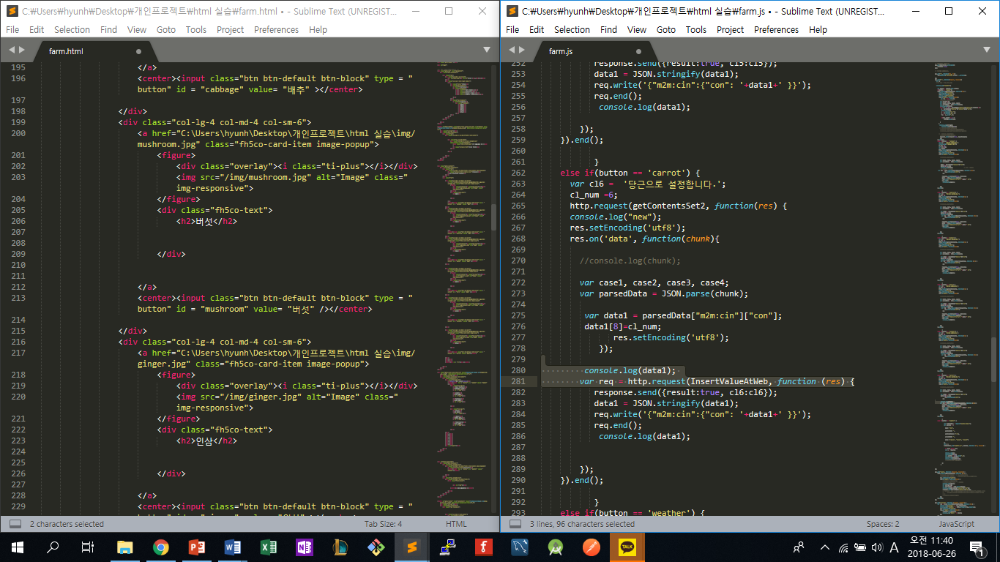 C:￦Users￦hyunh￦Desktop￦개인프로젝트￦html 실습￦farm.html • - Sublime Text (UNREGIST...
File Edit Selection Find View Goto Tools Project Preferences Help
farm.html
195 </a>
196 <center><input class="btn btn-default btn-block" type = "
button" id = "cabbage" value= "배추" ></center>
197
198 </div>
199 <div class="col-lg-4 col-md-4 col-sm-6">
200 <a href="C:\Users\hyunh\Desktop\개인프로젝트\html 실습\img/
mushroom.jpg" class="fh5co-card-item image-popup">
201 <figure>
202 <div class="overlay"><i class="ti-plus"></i></div>
203 <img src="/img/mushroom.jpg" alt="Image" class="
img-responsive">
204 </figure>
205 <div class="fh5co-text">
206 <h2>버섯</h2>
207
208
209 </div>
210
211
212 </a>
213 <center><input class="btn btn-default btn-block" type = "
button" id = "mushroom" value= "버섯" /></center>
214
215 </div>
216 <div class="col-lg-4 col-md-4 col-sm-6">
217 <a href="C:\Users\hyunh\Desktop\개인프로젝트\html 실습\img/
ginger.jpg" class="fh5co-card-item image-popup">
218 <figure>
219 <div class="overlay"><i class="ti-plus"></i></div>
220 <img src="/img/ginger.jpg" alt="Image" class="
img-responsive">
221 </figure>
222 <div class="fh5co-text">
223 <h2>인삼</h2>
224
225
226 </div>
227
228 </a>
229 <center><input class="btn btn-default btn-block" type = "
2 characters selected Tab Size: 4 HTML
C:￦Users￦hyunh￦Desktop￦개인프로젝트￦html 실습￦farm.js • - Sublime Text (UNREGIST...
File Edit Selection Find View Goto Tools Project Preferences Help
farm.js
252 response.send({result:true, cl5:cl5});
253 data1 = JSON.stringify(data1);
254 req.write('{"m2m:cin":{"con": '+data1+' }}');
255 req.end();
256 console.log(data1);
257
258 });
259 }).end();
260
261 }
262 else if(button == 'carrot') {
263 var cl6 = '당근으로 설정합니다.';
264 cl_num =6;
265 http.request(getContentsSet2, function(res) {
266 console.log("new");
267 res.setEncoding('utf8');
268 res.on('data', function(chunk){
269
270 //console.log(chunk);
271
272 var case1, case2, case3, case4;
273 var parsedData = JSON.parse(chunk);
274
275 var data1 = parsedData["m2m:cin"]["con"];
276 data1[8]=cl_num;
277 res.setEncoding('utf8');
278 });
279
280 console.log(data1);
281 var req = http.request(InsertValueAtWeb, function (res) {
282 response.send({result:true, cl6:cl6});
283 data1 = JSON.stringify(data1);
284 req.write('{"m2m:cin":{"con": '+data1+' }}');
285 req.end();
286 console.log(data1);
287
288
289 });
290 }).end();
291
292 }
293 else if(button == 'weather') {
3 lines, 96 characters selected Spaces: 2 JavaScript
TALK
A
오전 11:40
2018-06-26
1